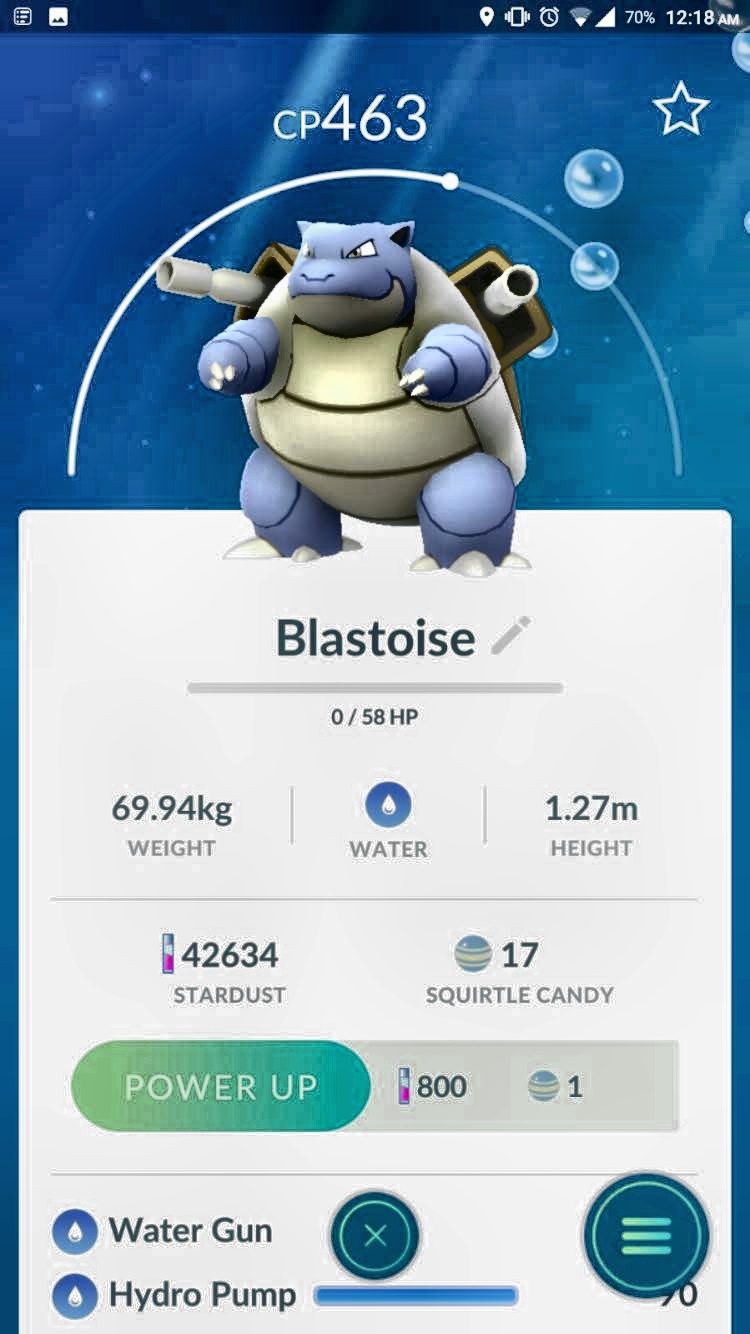 70% 12:18 AM
CP463
Blastoise
0 / 58 HP
69.94kg
WEIGHT
WATER
1.27m
HEIGHT
42634
STARDUST
17
SQUIRTLE CANDY
POWER UP 800 1
Water Gun
Hydro Pump 90